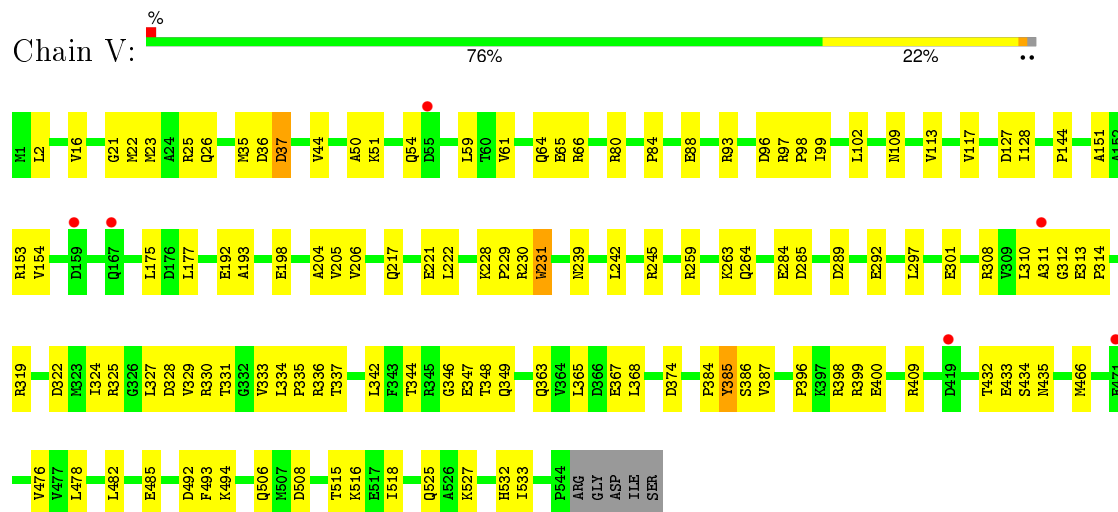 %
Chain V:
76% 22% ••
M1 L2 V16 G21 M22 M23 A24 R25 Q26 M35 D36 D37 V44 A50 K51 Q54 D55 L59 T60 V61 Q64 E65 R66 R80 P84 E88 R93 D96 R97 P98 I99 L102 N109 V113 V117 D127 I128 P144 A151 A152
R153 V154 D159 Q167 L175 D176 L177 E192 A193 E198 A204 V205 V206 Q217 E221 L222 K228 P229 R230 W231 N239 L242 R245 R259 K263 Q264 E284 D285 D289 E292 L297 E301 R308 V309 L310 A311 G312 E313 P314
R319 D322 M323 I324 R325 G326 L327 D328 V329 R330 T331 G332 V333 L334 P335 R336 T337 L342 F343 T344 R345 G346 E347 T348 Q349 Q363 V364 L365 D366 E367 L368 D374 P384 Y385 S386 V387 P396 K397 R398 R399 E400 R409 D419 T432 E433 S434 N435 M466 E471
V476 V477 L478 L482 E485 D492 F493 K494 Q506 M507 D508 T515 K516 E517 I518 Q525 A526 K527 H532 I533 P544 ARG GLY ASP ILE SER